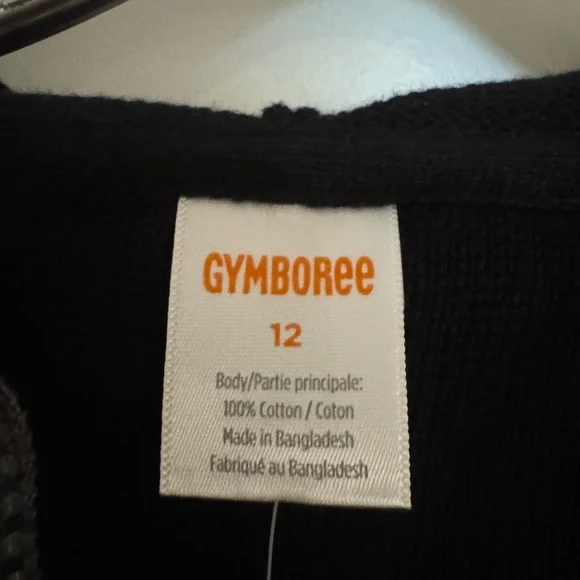 GYMBORee
12
Body/Partie principale:
100% Cotton / Coton
Made in Bangladesh
Fabriqué au Bangladesh